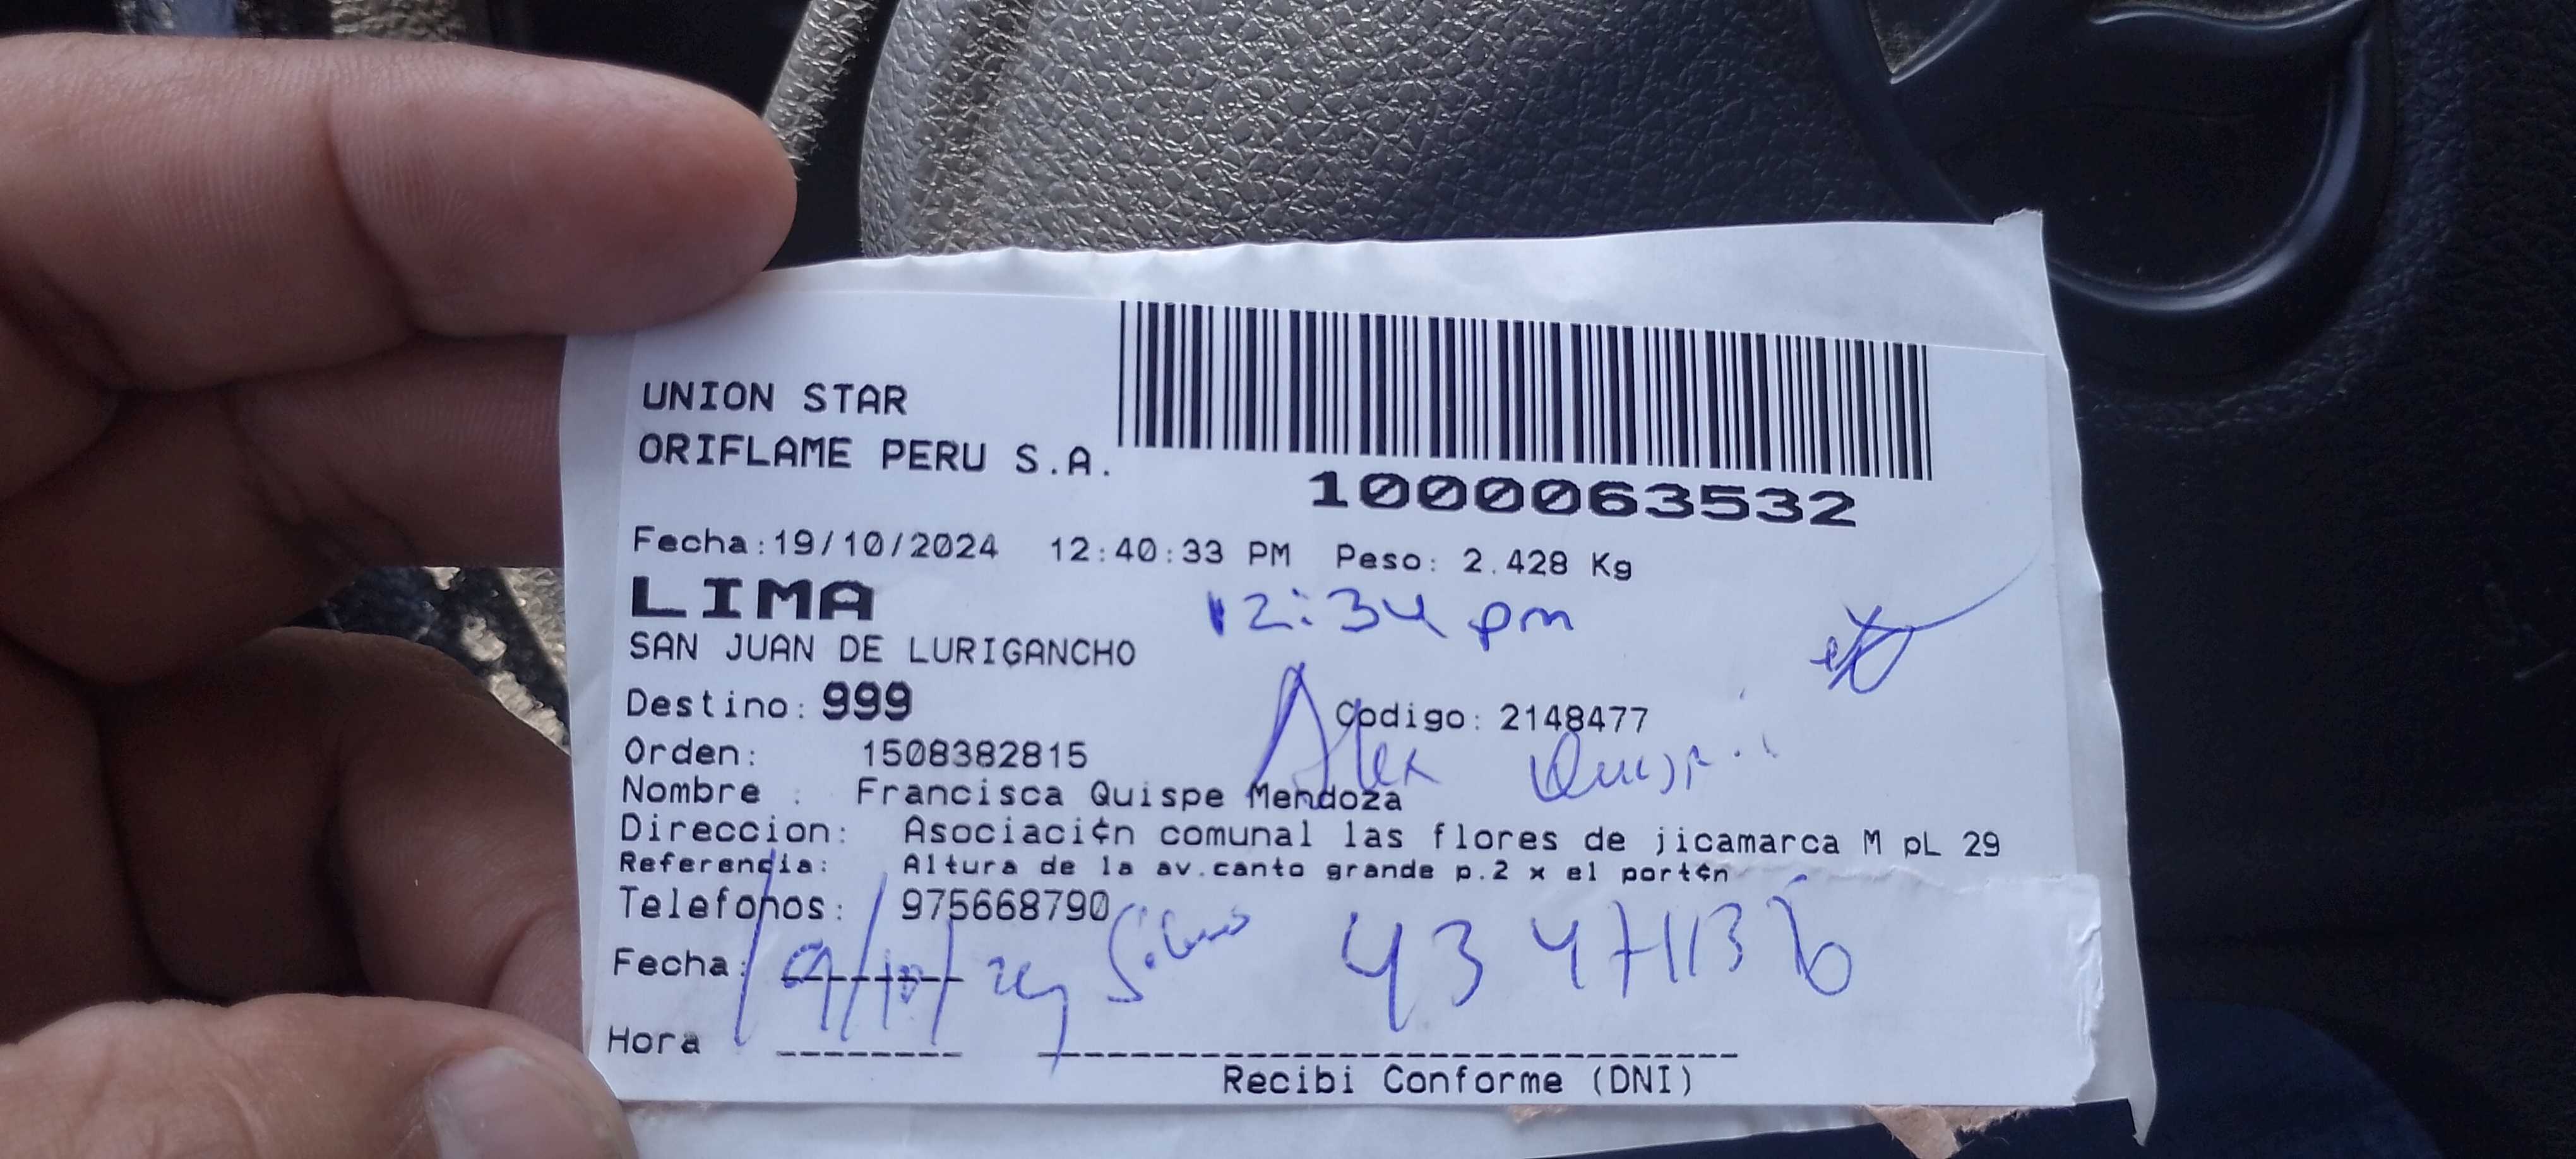 UNION STAR
ORIFLAME PERU S.A.
1000063532
Fecha:19/10/2024 12:40:33 PM Peso: 2.428 Kg
LIMA
12:34 pm
SAN JUAN DE LURIGANCHO
Destino: 999 Codigo: 2148477
Orden: 1508382815
Alex
Nombre : Francisca Quispe Mendoza
Direccion: Asociaci¢n comunal las flores de jicamarca M pL 29
Referencia: Altura de la av.canto grande p.2 x el port¢n
Telefonos: 975668790
Fecha: 19/10/24 43471136
Hora
Recibi Conforme (DNI)